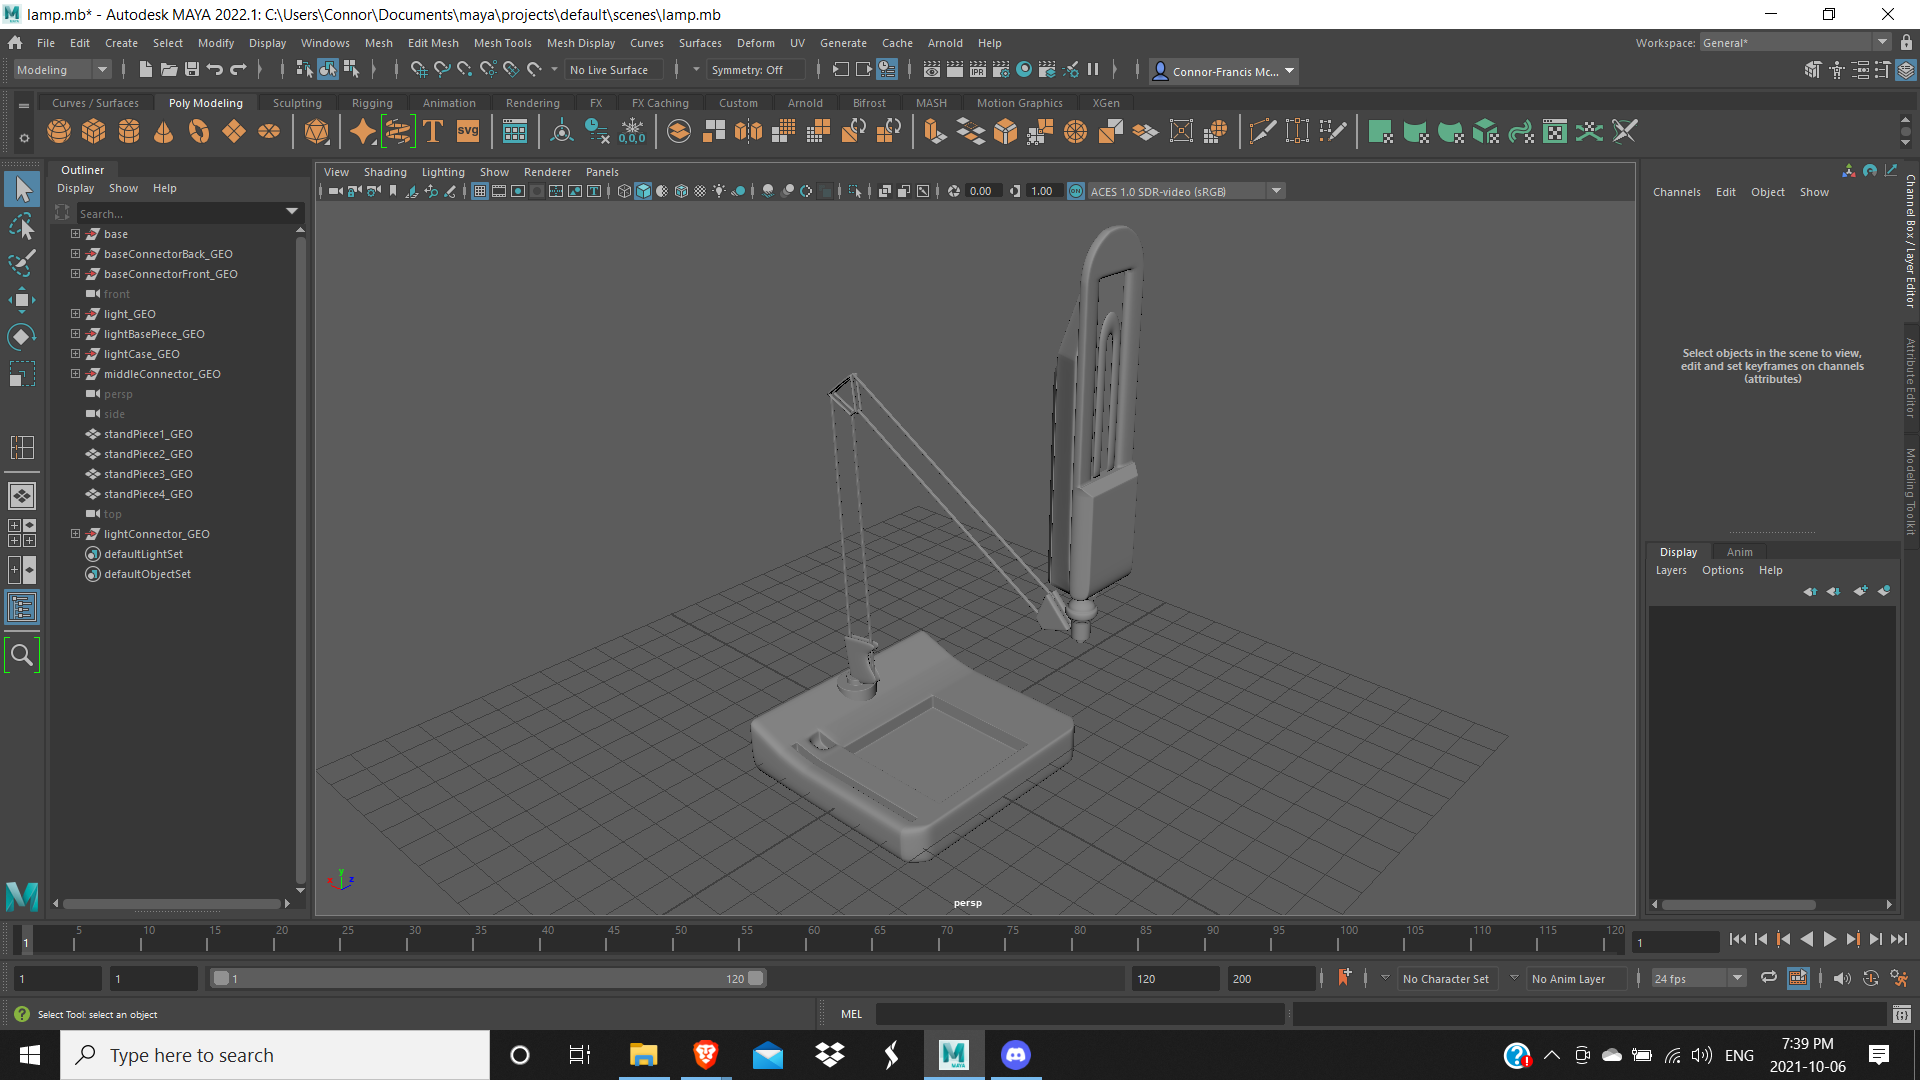 lamp.mb* - Autodesk MAYA 2022.1: C:\Users\Connor\Documents\maya\projects\default\scenes\lamp.mb
File Edit Create Select Modify Display Windows Mesh Edit Mesh Mesh Tools Mesh Display Curves Surfaces Deform UV Generate Cache Arnold Help
Workspace: General*
Modeling
No Live Surface
Symmetry: Off
IPR
Connor-Francis Mc...
Curves / Surfaces Poly Modeling Sculpting Rigging Animation Rendering FX FX Caching Custom Arnold Bifrost MASH Motion Graphics XGen
T
SVG
0,0,0
Outliner
Display Show Help
Search...
base
baseConnectorBack_GEO
baseConnectorFront_GEO
front
light_GEO
lightBasePiece_GEO
lightCase_GEO
middleConnector_GEO
persp
side
standPiece1_GEO
standPiece2_GEO
standPiece3_GEO
standPiece4_GEO
top
lightConnector_GEO
defaultLightSet
defaultObjectSet
View Shading Lighting Show Renderer Panels
0.00
1.00
ON
ACES 1.0 SDR-video (sRGB)
y
x
z
persp
Channels Edit Object Show
Select objects in the scene to view,
edit and set keyframes on channels
(attributes)
Channel Box / Layer Editor
Attribute Editor
Modeling Toolkit
Display Anim
Layers Options Help
1
5 10 15 20 25 30 35 40 45 50 55 60 65 70 75 80 85 90 95 100 105 110 115 120
1
1
1
1
120
120
200
No Character Set
No Anim Layer
24 fps
Select Tool: select an object
MEL
Type here to search
MAYA
ENG
7:39 PM
2021-10-06